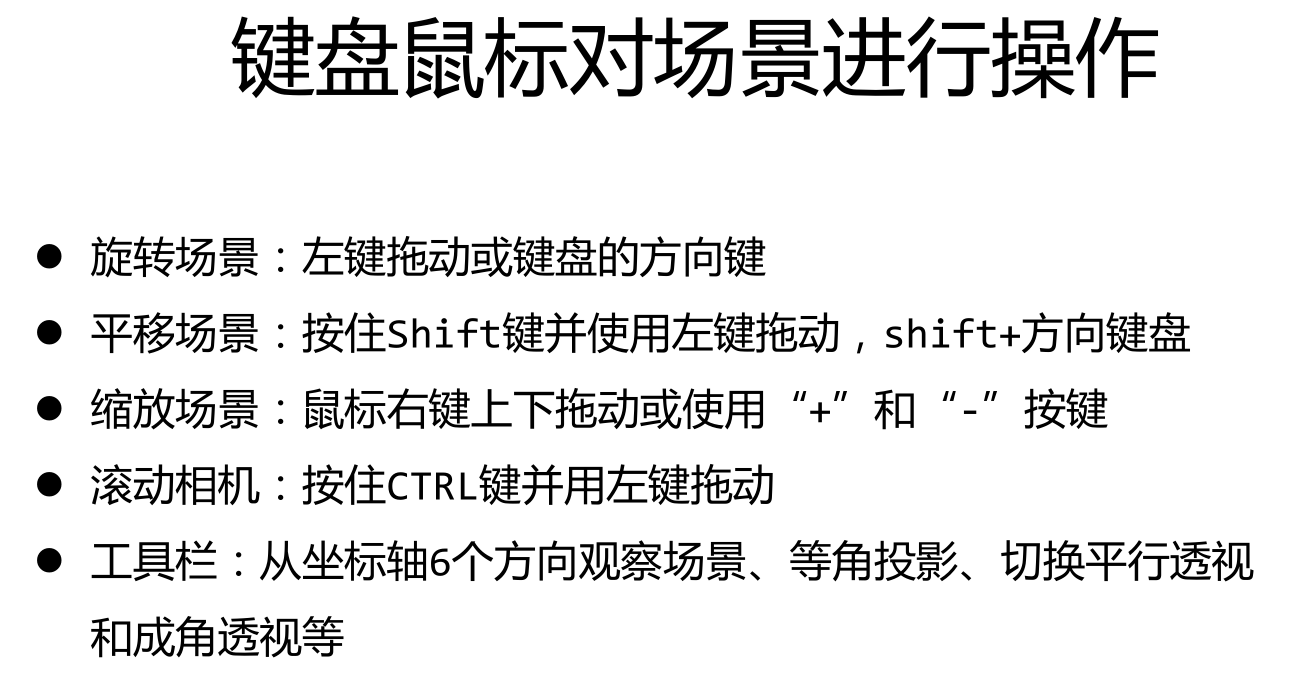 键盘鼠标对场景进行操作
● 旋转场景：左键拖动或键盘的方向键
● 平移场景：按住Shift键并使用左键拖动，shift+方向键盘
● 缩放场景：鼠标右键上下拖动或使用“+”和“-”按键
● 滚动相机：按住CTRL键并用左键拖动
● 工具栏：从坐标轴6个方向观察场景、等角投影、切换平行透视
和成角透视等